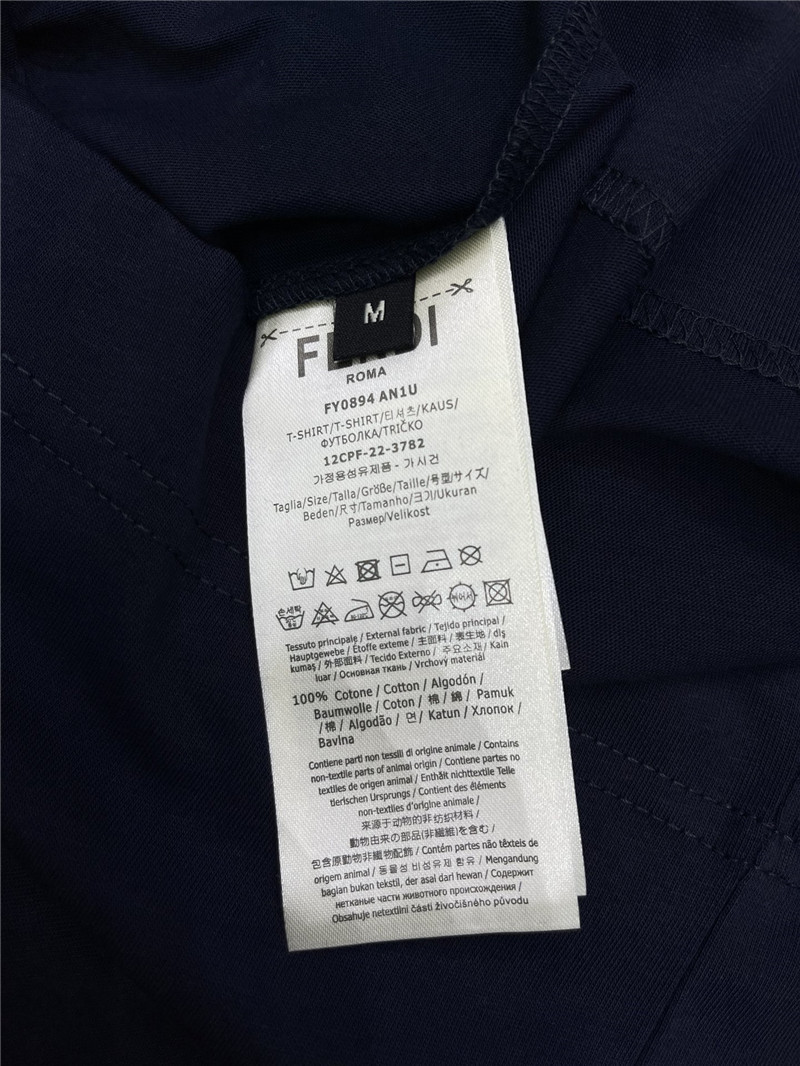 M
FENDI
ROMA
FY0894 AN1U
T-SHIRT/T-SHIRT/티셔츠/KAUS/
ФУТБОЛКА/TRIČKO
12CPF-22-3782
가정용섬유제품 - 가시건
Taglia/Size/Talla/Größe/Taille/号型/サイズ/
Beden/尺寸/Tamanho/크기/Ukuran
Размер/Velikost
손세탁
Tessuto principale / External fabric / Tejido principal /
Hauptgewebe / Étoffe exteme / 主面料 / 表生地 / dış
kumaş / 外部面料 / Tecido Externo / 주요소재 / Kain
luar / Основная ткань / Vrchový materiál
100% Cotone / Cotton / Algodón /
Baumwolle / Coton / 棉 / 綿 / Pamuk
/棉/ Algodão / 면 / Katun / Хлопок /
Bavlna
Contiene parti non tessili di origine animale / Contains
non-textile parts of animal origin / Contiene partes no
textiles de origen animal / Enthält nichttextile Teile
tierischen Ursprungs / Contient des éléments
non-textiles d'origine animale /
来源于动物的非纺织材料 /
動物由来の部品(非繊維)を含む /
包含原動物非纖物配飾 / Contém partes não têxteis de
origem animal / 동물성 비섬유제 함유 / Mengandung
bagian bukan tekstil, der asal dari hewan / Содержит
нетканые части животного происхождения /
Obsahuje netextilní části živočišného původu